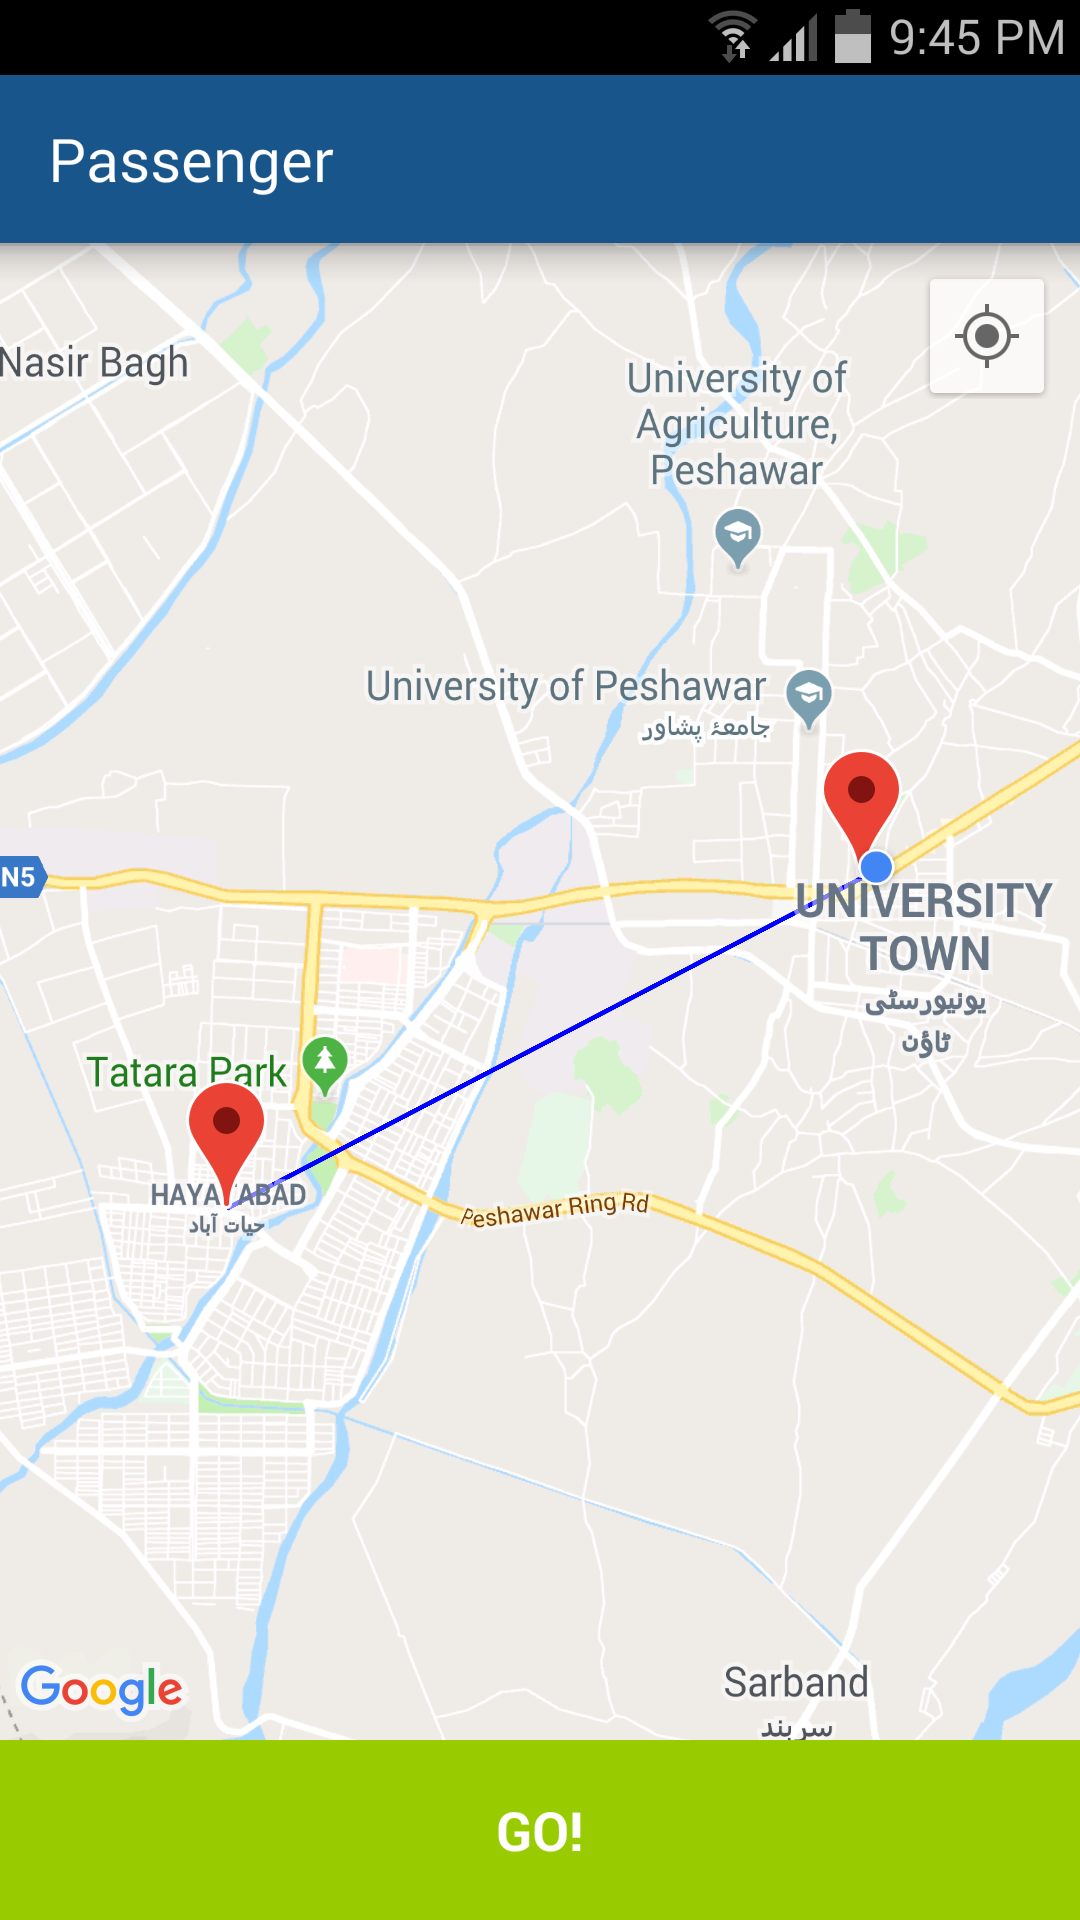 9:45 PM
Passenger
Nasir Bagh
University of
Agriculture,
Peshawar
University of Peshawar
جامعۂ پشاور
N5
UNIVERSITY
TOWN
یونیورسٹی
ٹاؤن
Tatara Park
حیات آباد
Peshawar Ring Rd
Google
Sarband
سربند
GO!